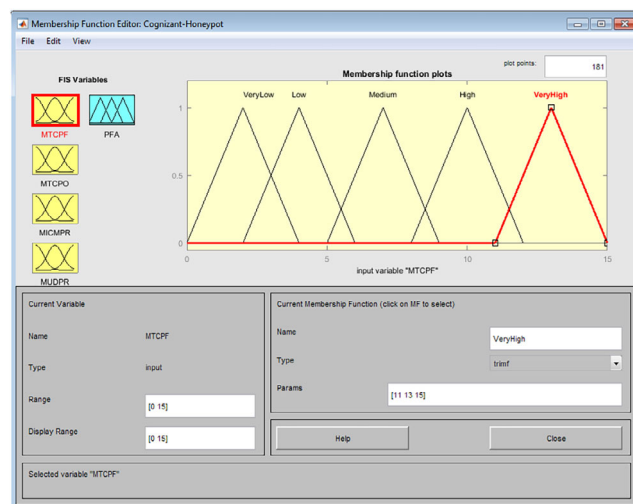 Membership Function Editor: Cognizant-Honeypot
File Edit View
FIS Variables
MTCPF PFA
MTCPO
MICMPR
MUDPR
plot points: 181
Membership function plots
VeryLow Low Medium High VeryHigh
1
0.5
0
0 5 10 15
input variable "MTCPF"
Current Variable
Name MTCPF
Type input
Range [0 15]
Display Range [0 15]
Current Membership Function (click on MF to select)
Name VeryHigh
Type trimf
Params [11 13 15]
Help Close
Selected variable "MTCPF"